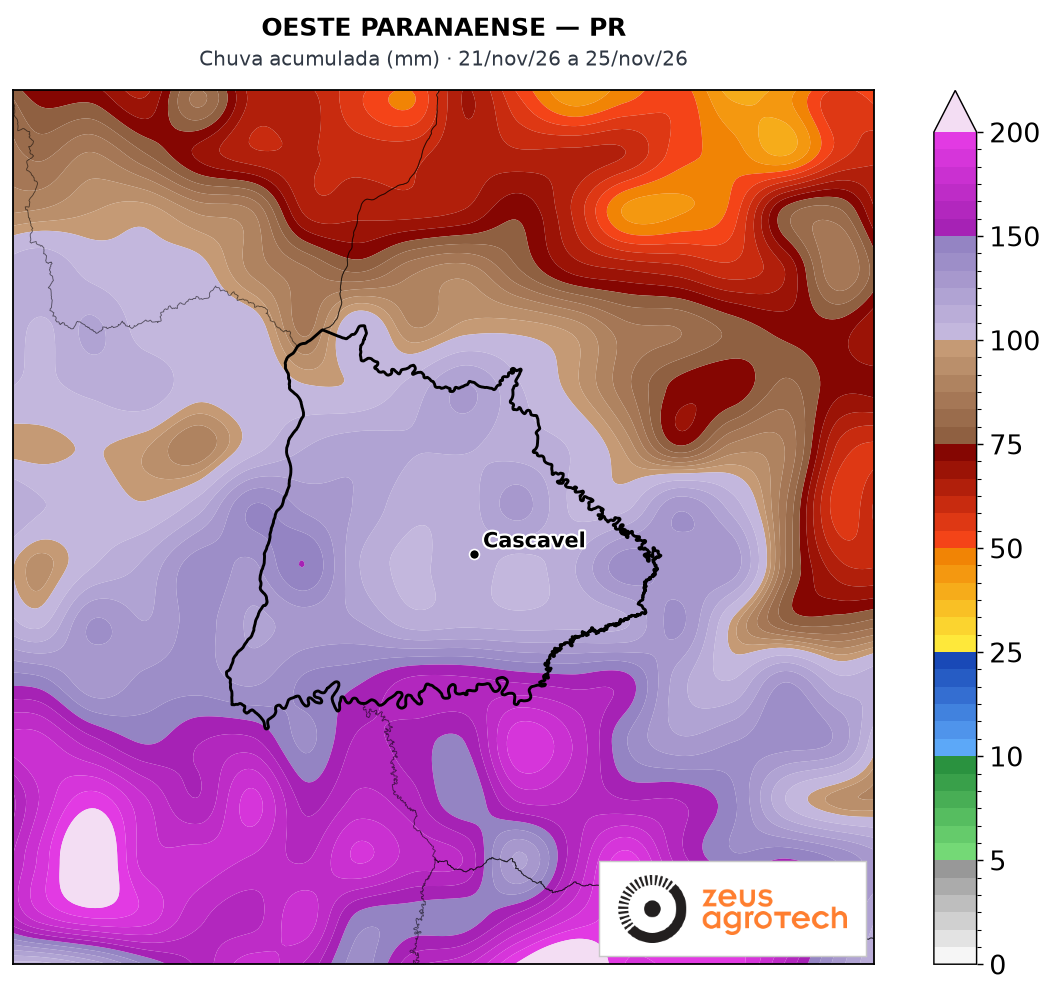 OESTE PARANAENSE — PR
Chuva acumulada (mm) · 21/nov/26 a 25/nov/26
200
150
100
75
50
25
10
5
0
Cascavel
zeus
agrotech